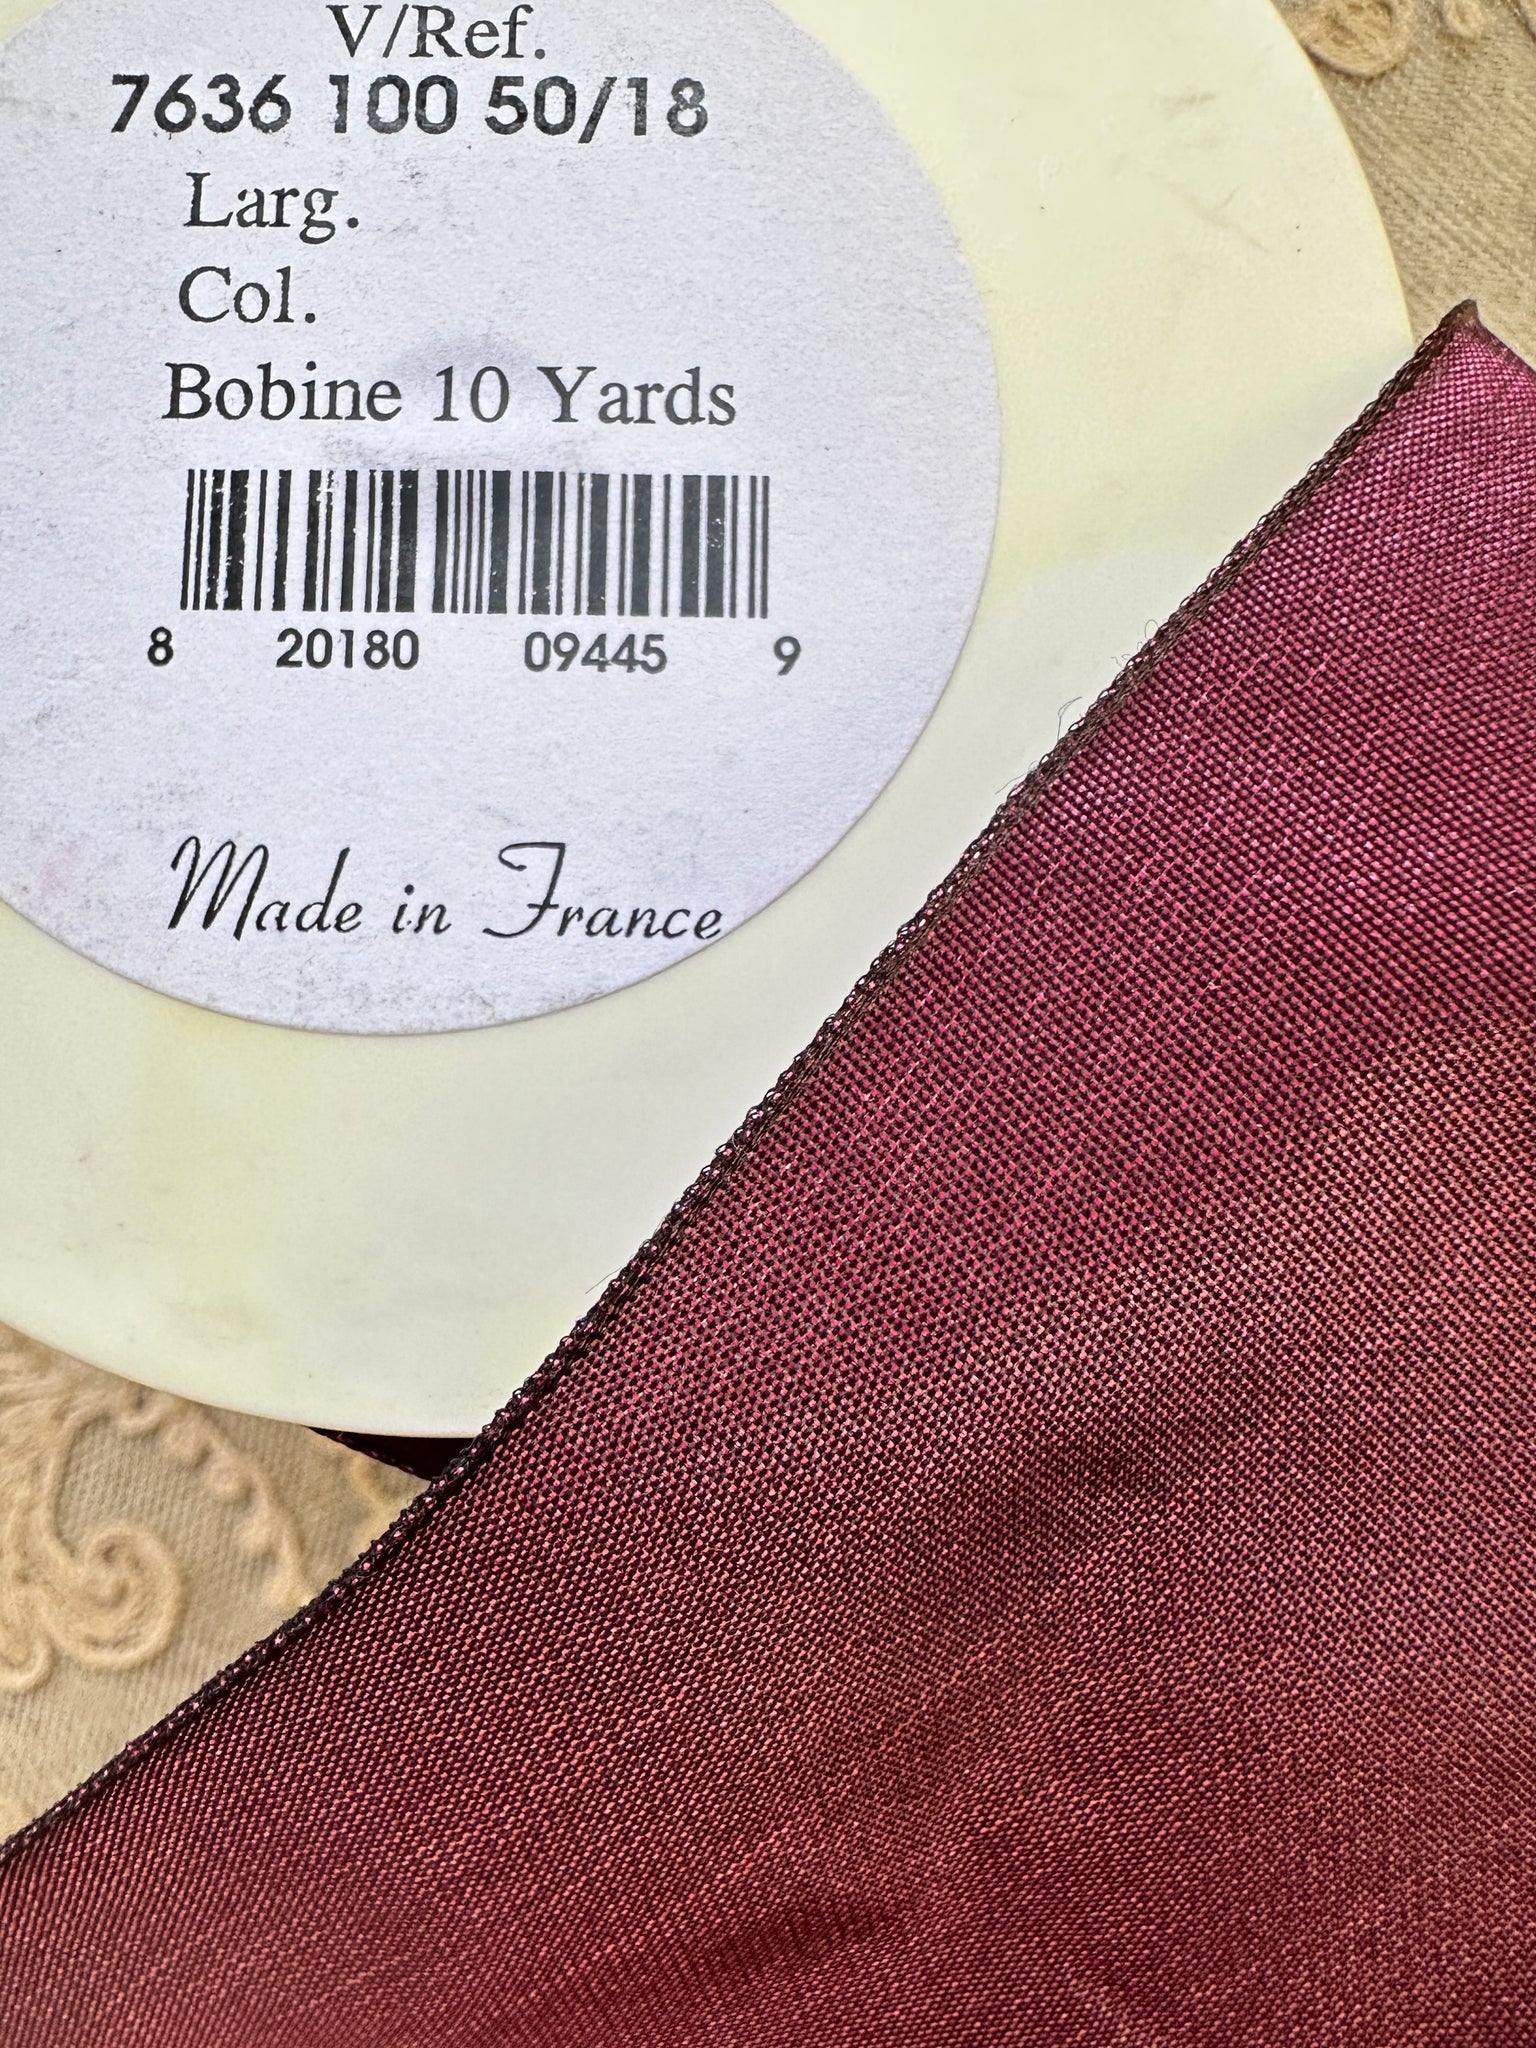 V/Ref.
7636 100 50/18
Larg.
Col.
Bobine 10 Yards
8 20180 09445 9
Made in France